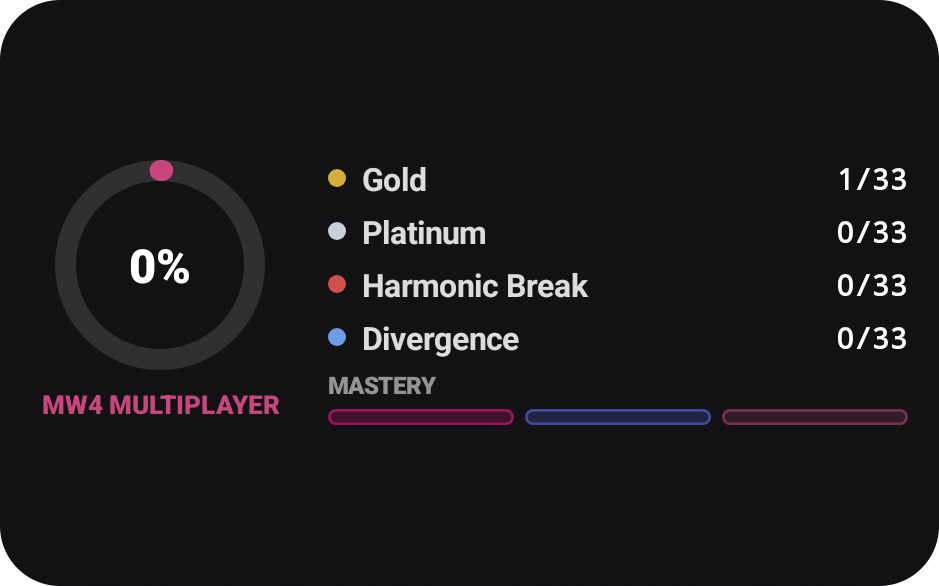 0%
MW4 MULTIPLAYER
Gold 1/33
Platinum 0/33
Harmonic Break 0/33
Divergence 0/33
MASTERY